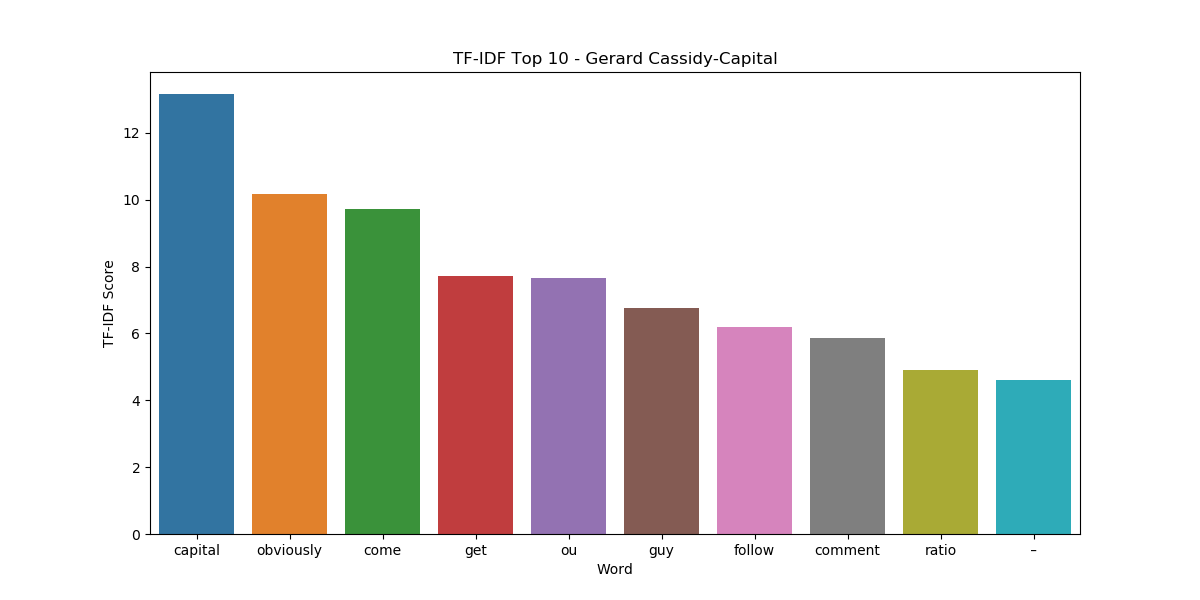 TF-IDF Top 10 - Gerard Cassidy-Capital
12
10
8
6
4
2
0
TF-IDF Score
capital obviously come get ou guy follow comment ratio –
Word